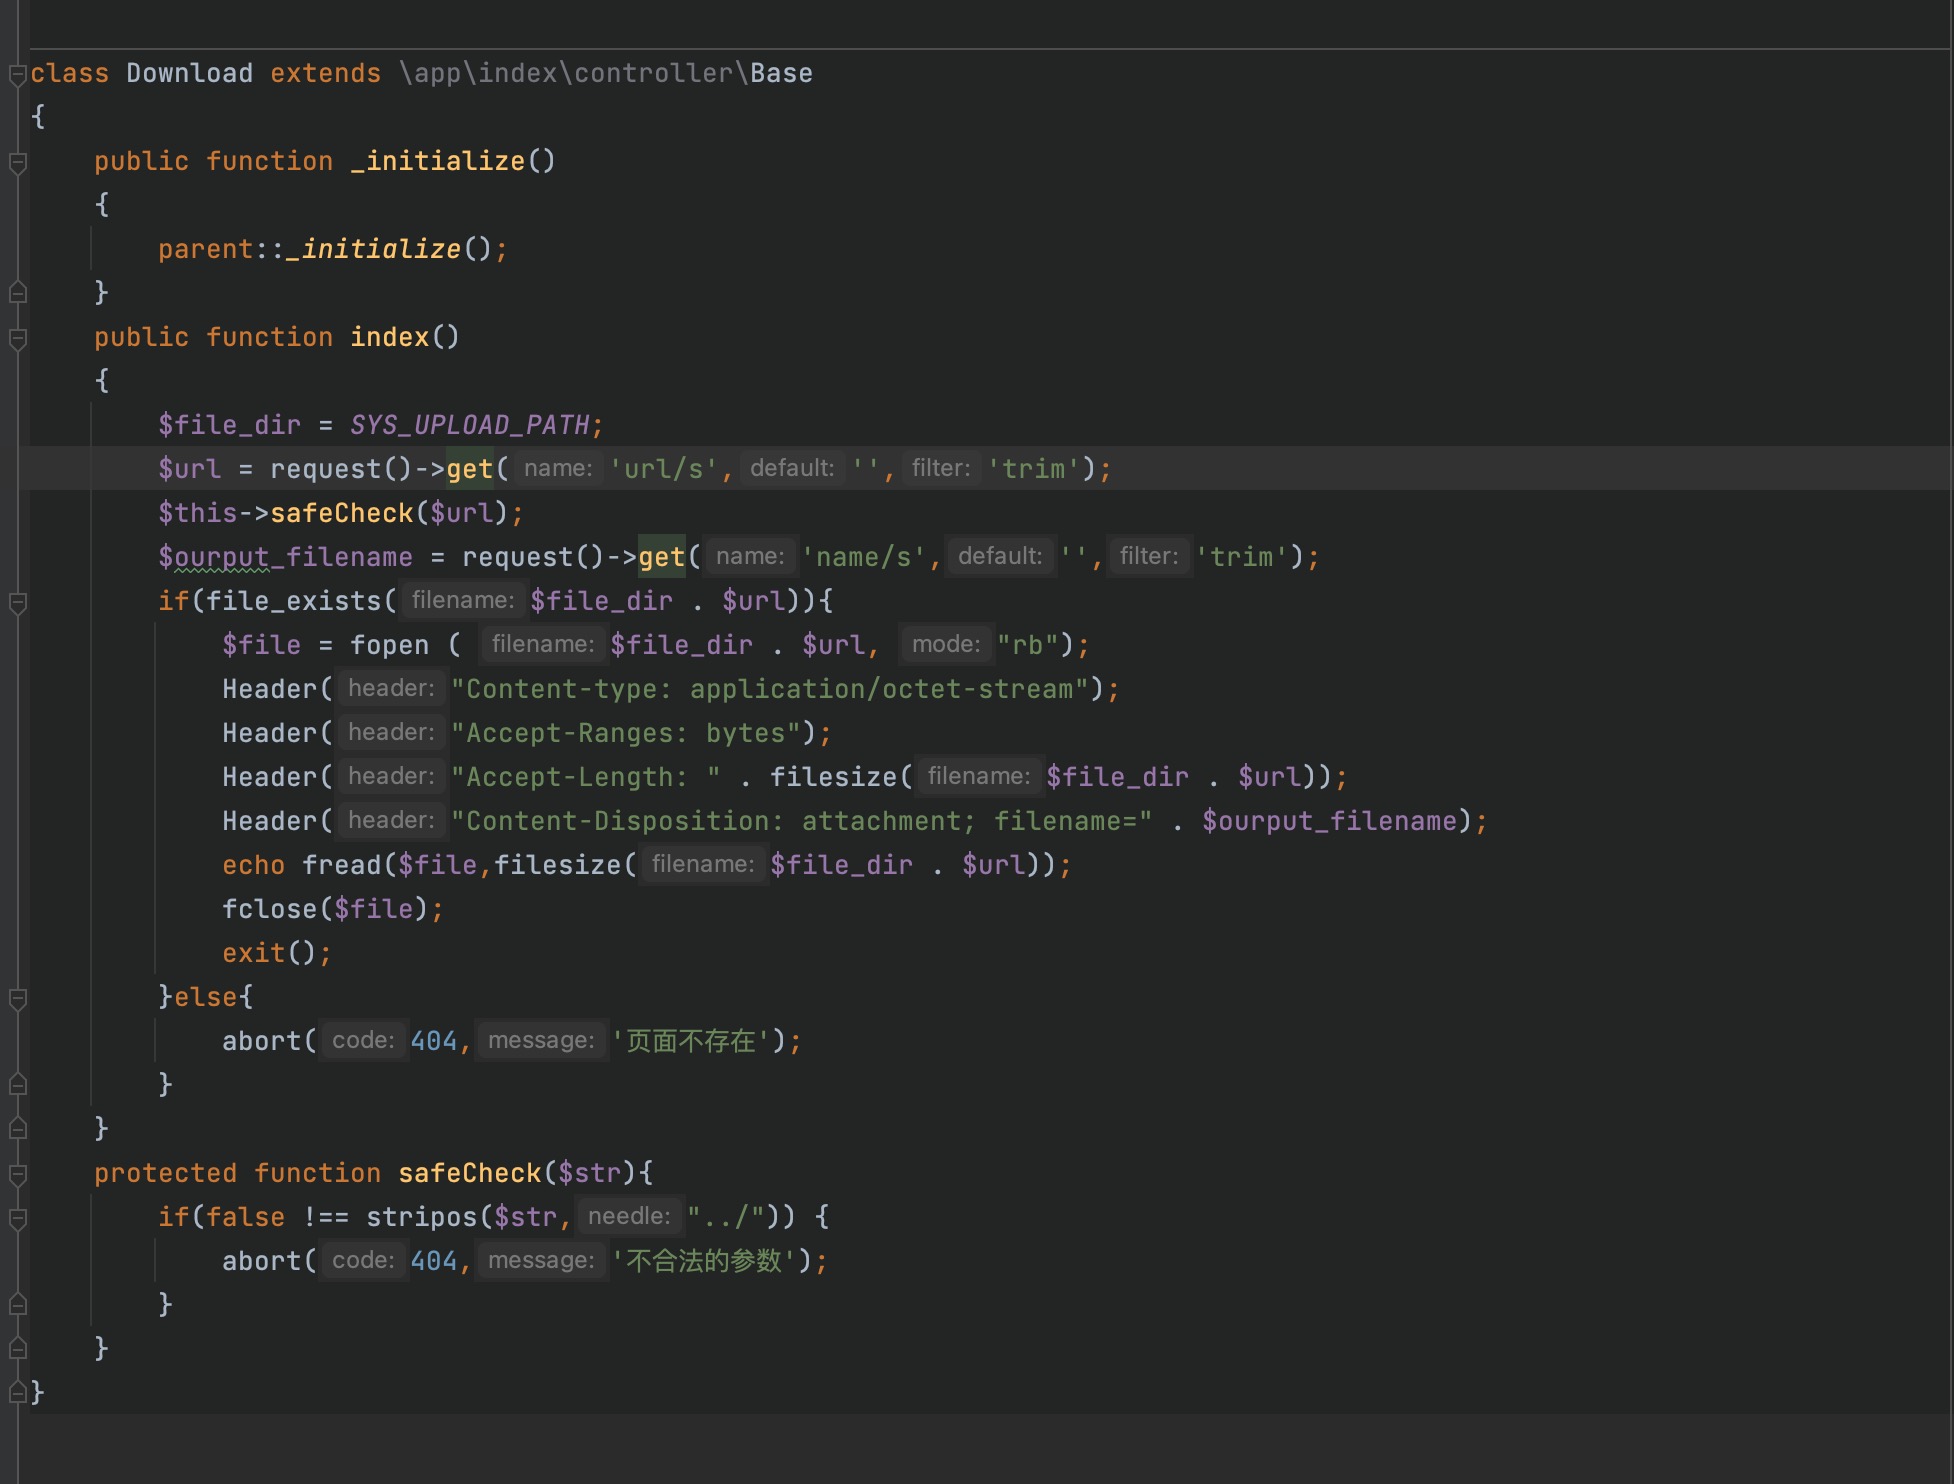 class Download extends \app\index\controller\Base
{
    public function _initialize()
    {
        parent::_initialize();
    }
    public function index()
    {
        $file_dir = SYS_UPLOAD_PATH;
        $url = request()->get( name: 'url/s', default: '', filter: 'trim');
        $this->safeCheck($url);
        $ourput_filename = request()->get( name: 'name/s', default: '', filter: 'trim');
        if(file_exists( filename: $file_dir . $url)){
            $file = fopen ( filename: $file_dir . $url, mode: "rb");
            Header( header: "Content-type: application/octet-stream");
            Header( header: "Accept-Ranges: bytes");
            Header( header: "Accept-Length: " . filesize( filename: $file_dir . $url));
            Header( header: "Content-Disposition: attachment; filename=" . $ourput_filename);
            echo fread($file,filesize( filename: $file_dir . $url));
            fclose($file);
            exit();
        }else{
            abort( code: 404, message: '页面不存在');
        }
    }
    protected function safeCheck($str){
        if(false !== stripos($str, needle: "../")) {
            abort( code: 404, message: '不合法的参数');
        }
    }
}